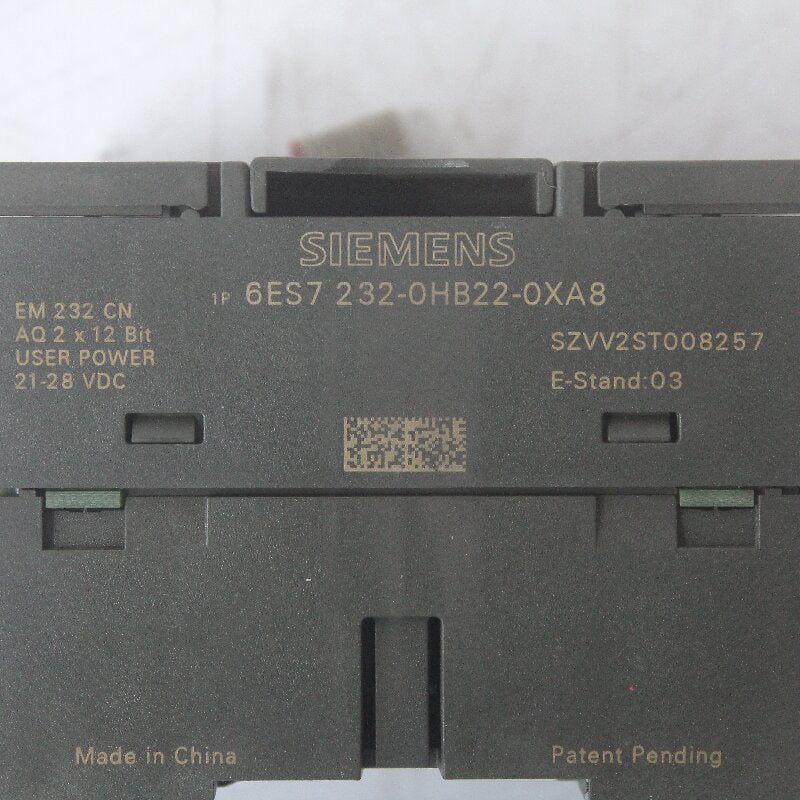 SIEMENS
1P 6ES7 232-0HB22-0XA8
EM 232 CN
AQ 2 x 12 Bit
USER POWER
21-28 VDC
SZVV2ST008257
E-Stand:03
Made in China
Patent Pending